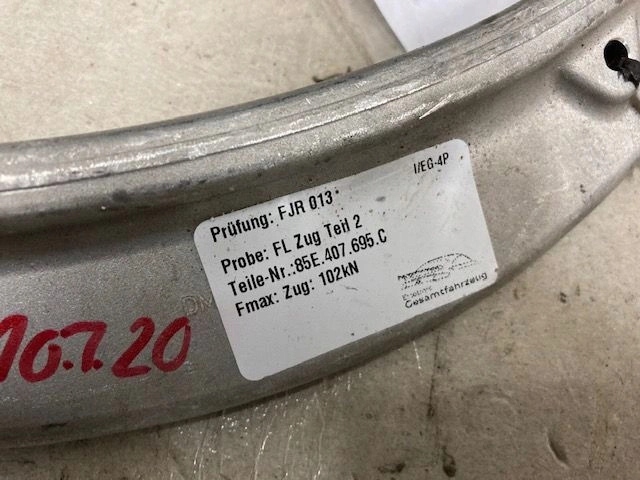 I/EG-4P
Prüfung: FJR 013
Probe: FL Zug Teil 2
Teile-Nr.:85E.407.695.C
Fmax: Zug: 102kN
Gesamtfahrzeug
10.7.20